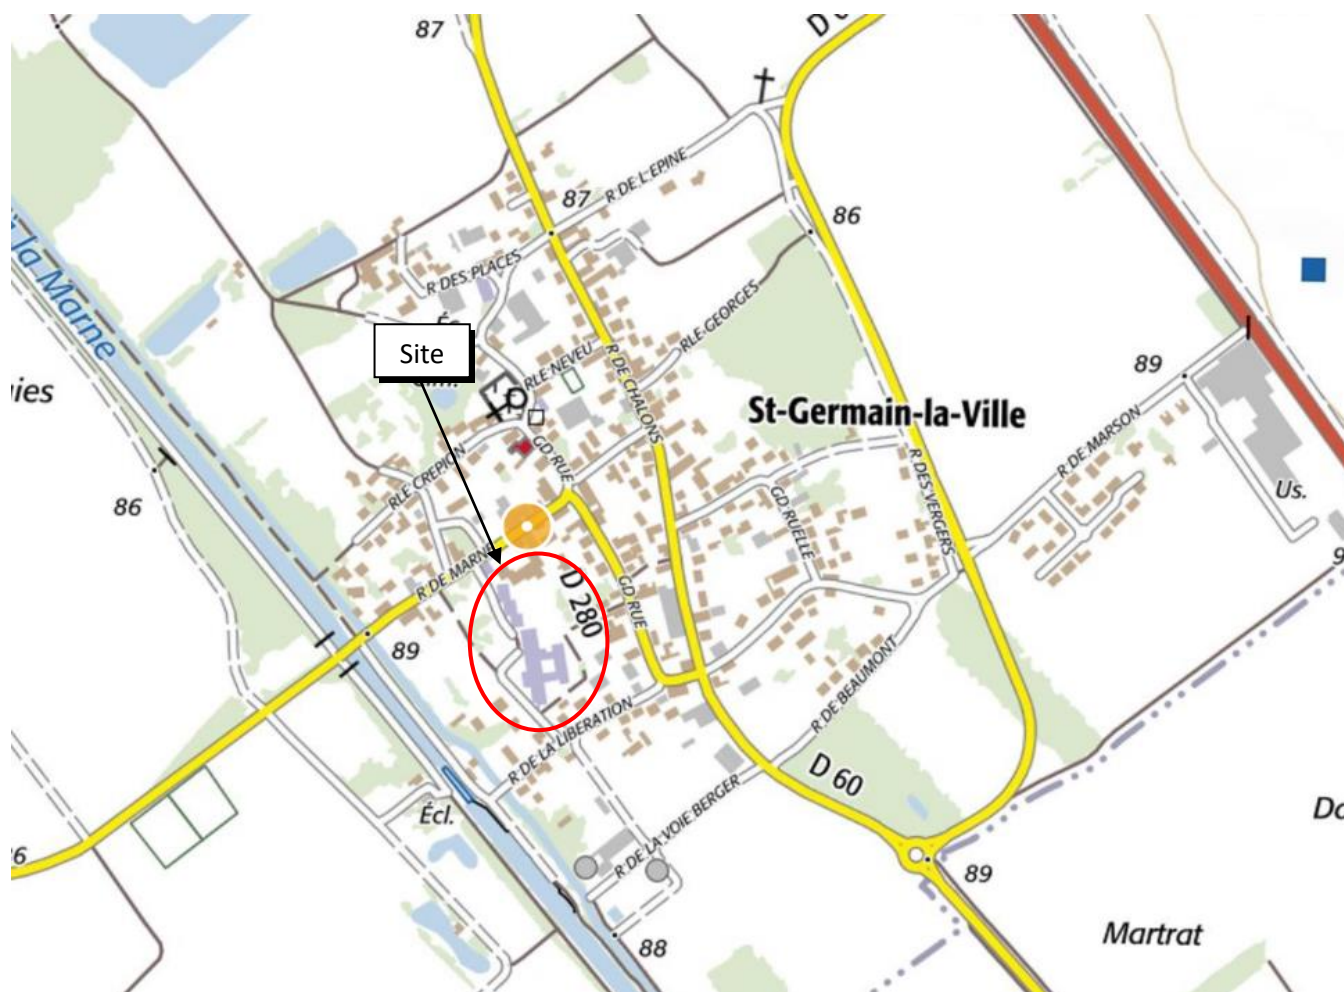 87
87
R DE L'EPINE
86
R DES PLACES
à la Marne
RLE GEORGES
Site
RLE NEVEU
R DE CHALONS
89
ies
St-Germain-la-Ville
RLE CREPION
GD RUE
R DE MARSON
R DES VERGERS
GD RUELLE
Us.
86
R DE MARNE
D 280
GD RUE
89
R DE BEAUMONT
R DE LA LIBERATION
D 60
R DE LA VOIE BERGER
Écl.
89
Martrat
88